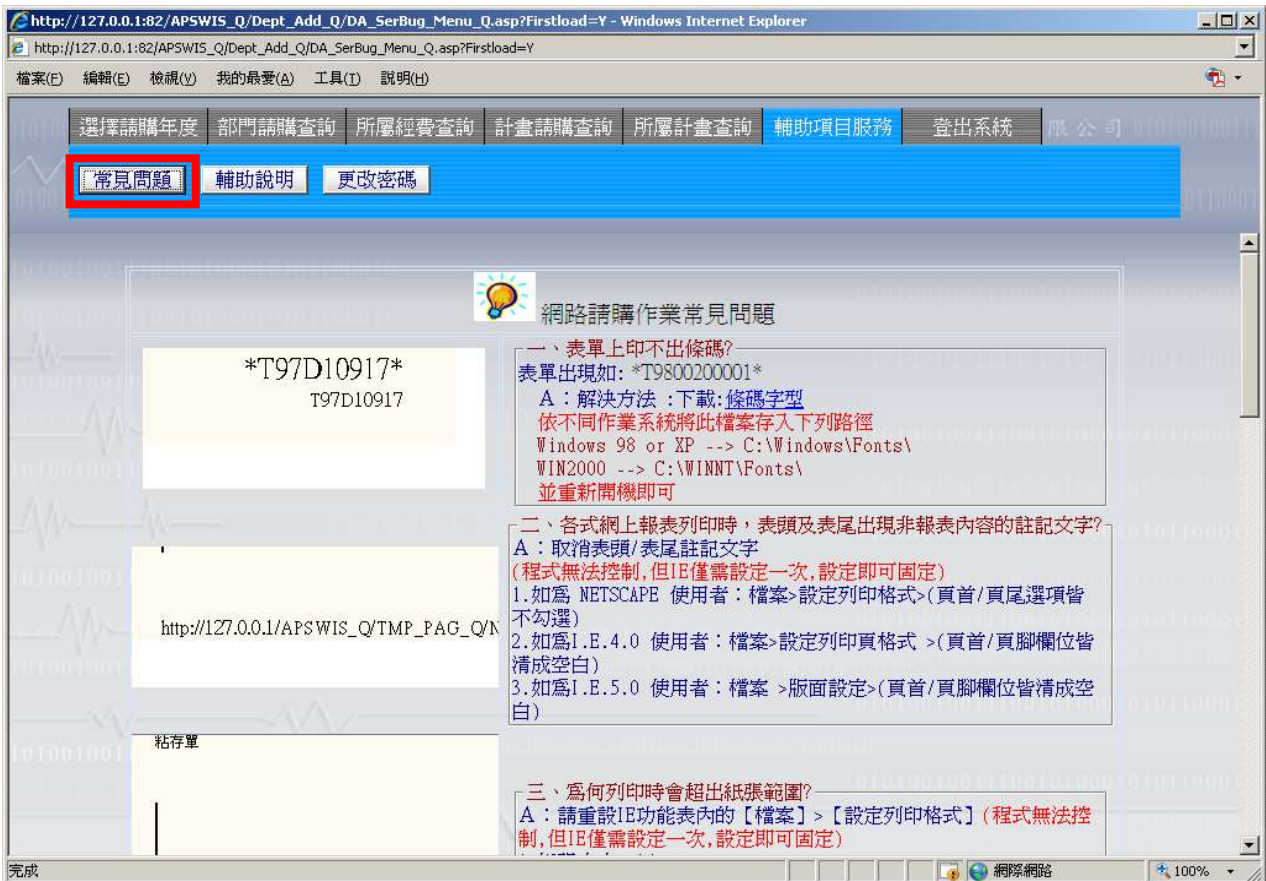 http://127.0.0.1:82/APSWIS_Q/Dept_Add_Q/DA_SerBug_Menu_Q.asp?Firstload=Y - Windows Internet Explorer
http://127.0.0.1:82/APSWIS_Q/Dept_Add_Q/DA_SerBug_Menu_Q.asp?Firstload=Y
檔案(F) 編輯(E) 檢視(V) 我的最愛(A) 工具(T) 說明(H)
選擇請購年度 部門請購查詢 所屬經費查詢 計畫請購查詢 所屬計畫查詢 輔助項目服務 登出系統 限公司
常見問題 輔助說明 更改密碼
網路請購作業常見問題
*T97D10917*
T97D10917
一、表單上印不出條碼?
表單出現如: *T9800200001*
A：解決方法 :下載:條碼字型
依不同作業系統將此檔案存入下列路徑
Windows 98 or XP --> C:\Windows\Fonts\
WIN2000 --> C:\WINNT\Fonts\
並重新開機即可
http://127.0.0.1/APSWIS_Q/TMP_PAG_Q/N
二、各式網上報表列印時，表頭及表尾出現非報表內容的註記文字?
A：取消表頭/表尾註記文字
(程式無法控制,但IE僅需設定一次,設定即可固定)
1.如為 NETSCAPE 使用者：檔案>設定列印格式>(頁首/頁尾選項皆
不勾選)
2.如為I.E.4.0 使用者：檔案>設定列印頁格式 >(頁首/頁腳欄位皆
清成空白)
3.如為I.E.5.0 使用者：檔案 >版面設定>(頁首/頁腳欄位皆清成空
白)
粘存單
三、為何列印時會超出紙張範圍?
A：請重設IE功能表內的【檔案】>【設定列印格式】(程式無法控
制,但IE僅需設定一次,設定即可固定)
完成 網際網路 100%